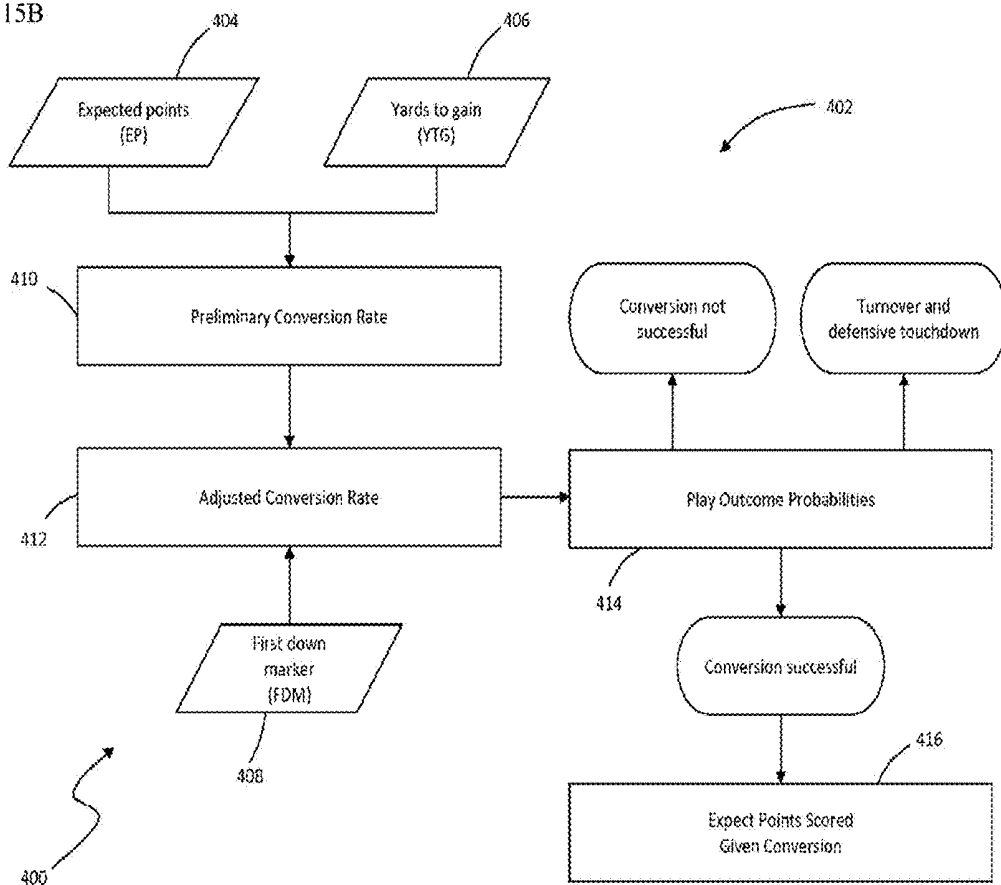 15B
404
406
Expected points
(EP)
Yards to gain
(YTG)
402
410
Preliminary Conversion Rate
Conversion not
successful
Turnover and
defensive touchdown
412
Adjusted Conversion Rate
Play Outcome Probabilities
414
First down
marker
(FDM)
408
Conversion successful
416
Expect Points Scored
Given Conversion
400